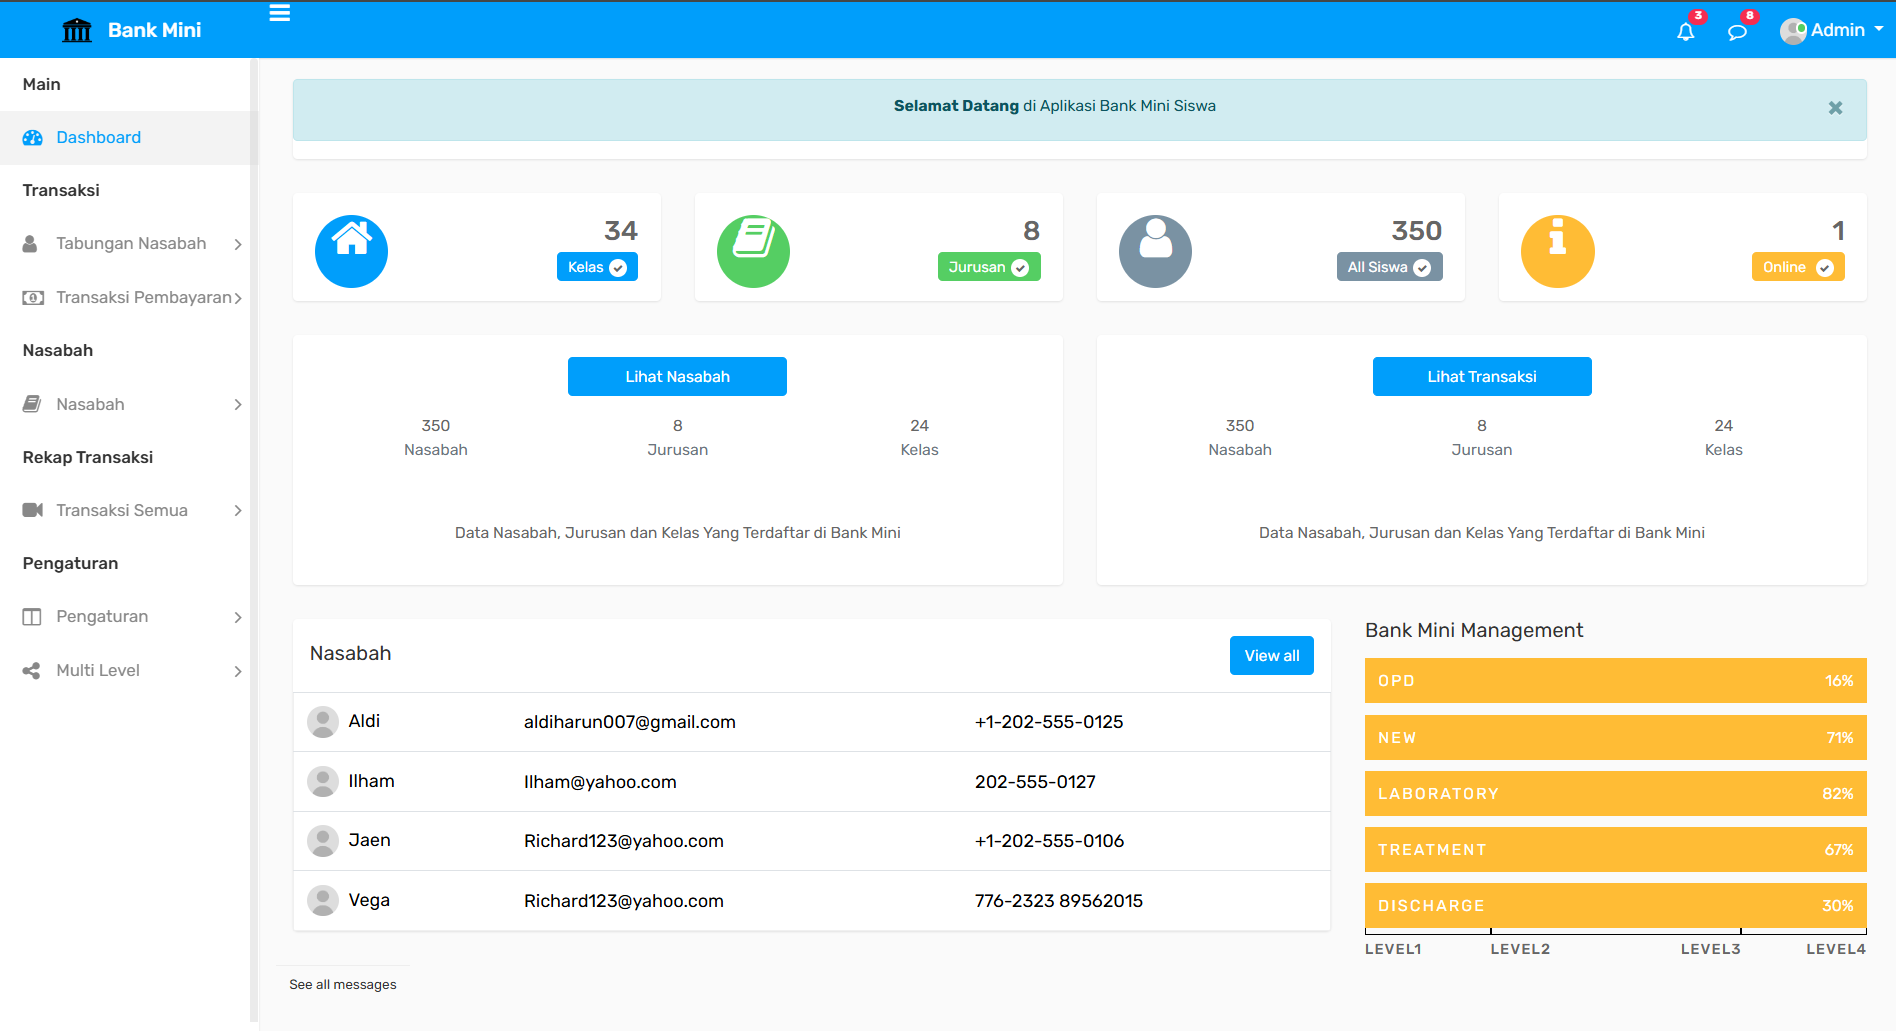 Bank Mini
3
8
Admin
Main
Dashboard
Transaksi
Tabungan Nasabah
Transaksi Pembayaran
Nasabah
Nasabah
Rekap Transaksi
Transaksi Semua
Pengaturan
Pengaturan
Multi Level
Selamat Datang di Aplikasi Bank Mini Siswa
34
Kelas
8
Jurusan
350
All Siswa
1
Online
Lihat Nasabah
350
Nasabah
8
Jurusan
24
Kelas
Data Nasabah, Jurusan dan Kelas Yang Terdaftar di Bank Mini
Lihat Transaksi
350
Nasabah
8
Jurusan
24
Kelas
Data Nasabah, Jurusan dan Kelas Yang Terdaftar di Bank Mini
Nasabah
View all
Aldi aldiharun007@gmail.com +1-202-555-0125
Ilham Ilham@yahoo.com 202-555-0127
Jaen Richard123@yahoo.com +1-202-555-0106
Vega Richard123@yahoo.com 776-2323 89562015
Bank Mini Management
OPD 16%
NEW 71%
LABORATORY 82%
TREATMENT 67%
DISCHARGE 30%
LEVEL1 LEVEL2 LEVEL3 LEVEL4
See all messages